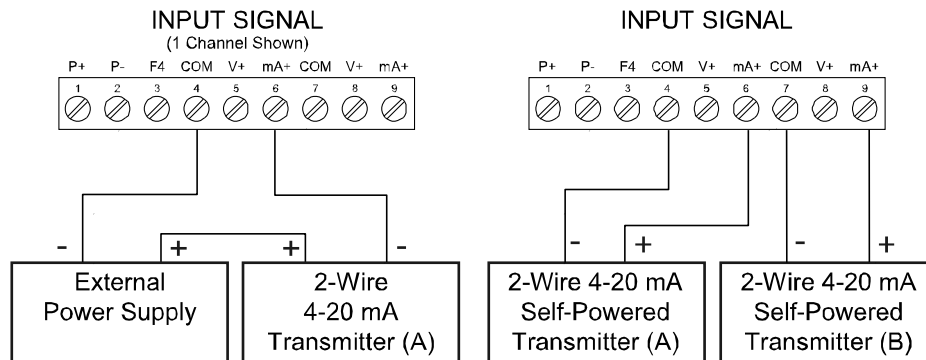 INPUT SIGNAL
(1 Channel Shown)
P+ P- F4 COM V+ mA+ COM V+ mA+
1 2 3 4 5 6 7 8 9
- + + -
External
Power Supply
2-Wire
4-20 mA
Transmitter (A)
INPUT SIGNAL
P+ P- F4 COM V+ mA+ COM V+ mA+
1 2 3 4 5 6 7 8 9
- + - +
2-Wire 4-20 mA
Self-Powered
Transmitter (A)
2-Wire 4-20 mA
Self-Powered
Transmitter (B)